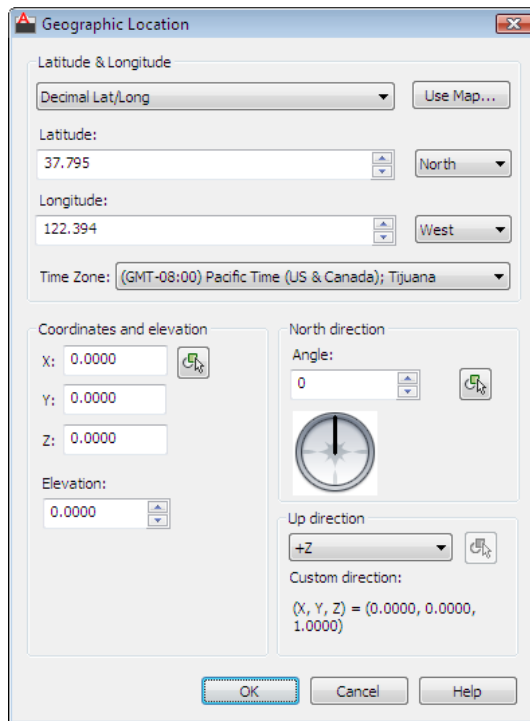 Geographic Location
Latitude & Longitude
Decimal Lat/Long
Use Map...
Latitude:
37.795
North
Longitude:
122.394
West
Time Zone: (GMT-08:00) Pacific Time (US & Canada); Tijuana
Coordinates and elevation
X: 0.0000
Y: 0.0000
Z: 0.0000
Elevation:
0.0000
North direction
Angle:
0
Up direction
+Z
Custom direction:
(X, Y, Z) = (0.0000, 0.0000,
1.0000)
OK Cancel Help